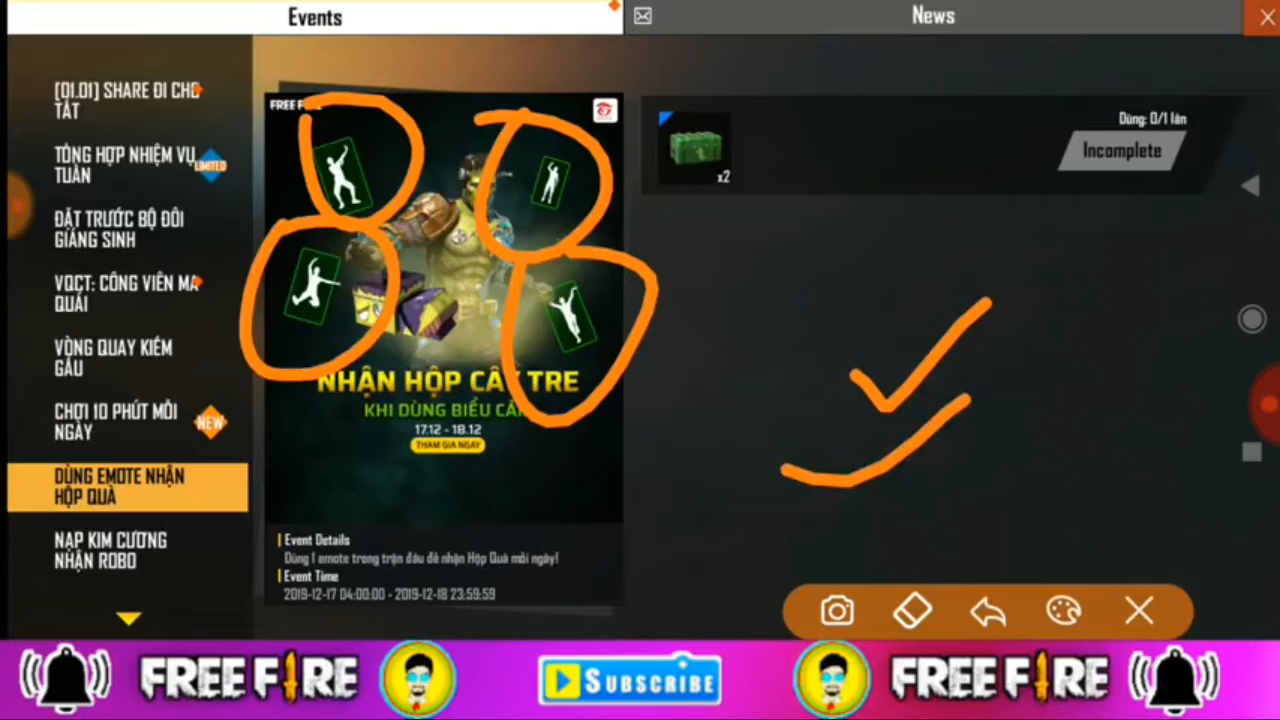 Events
News
[01.01] SHARE ĐI CHỜ
TẾT
TỔNG HỢP NHIỆM VỤ
TUẦN
LIMITED
ĐẶT TRƯỚC BỘ ĐÔI
GIÁNG SINH
VQCT: CÔNG VIÊN MA
QUÁI
VÒNG QUAY KIẾM
GẤU
CHƠI 10 PHÚT MỖI
NGÀY
NEW
DÙNG EMOTE NHẬN
HỘP QUÀ
NẠP KIM CƯƠNG
NHẬN ROBO
FREE FIRE
NHẬN HỘP CÂY TRE
KHI DÙNG BIỂU CẢM
17.12 - 18.12
THAM GIA NGAY
Event Details
Dùng 1 emote trong trận đấu để nhận Hộp Quà mỗi ngày!
Event Time
2019-12-17 04:00:00 - 2019-12-18 23:59:59
x2
Dùng: 0/1 lần
Incomplete
FREE FIRE
SUBSCRIBE
FREE FIRE